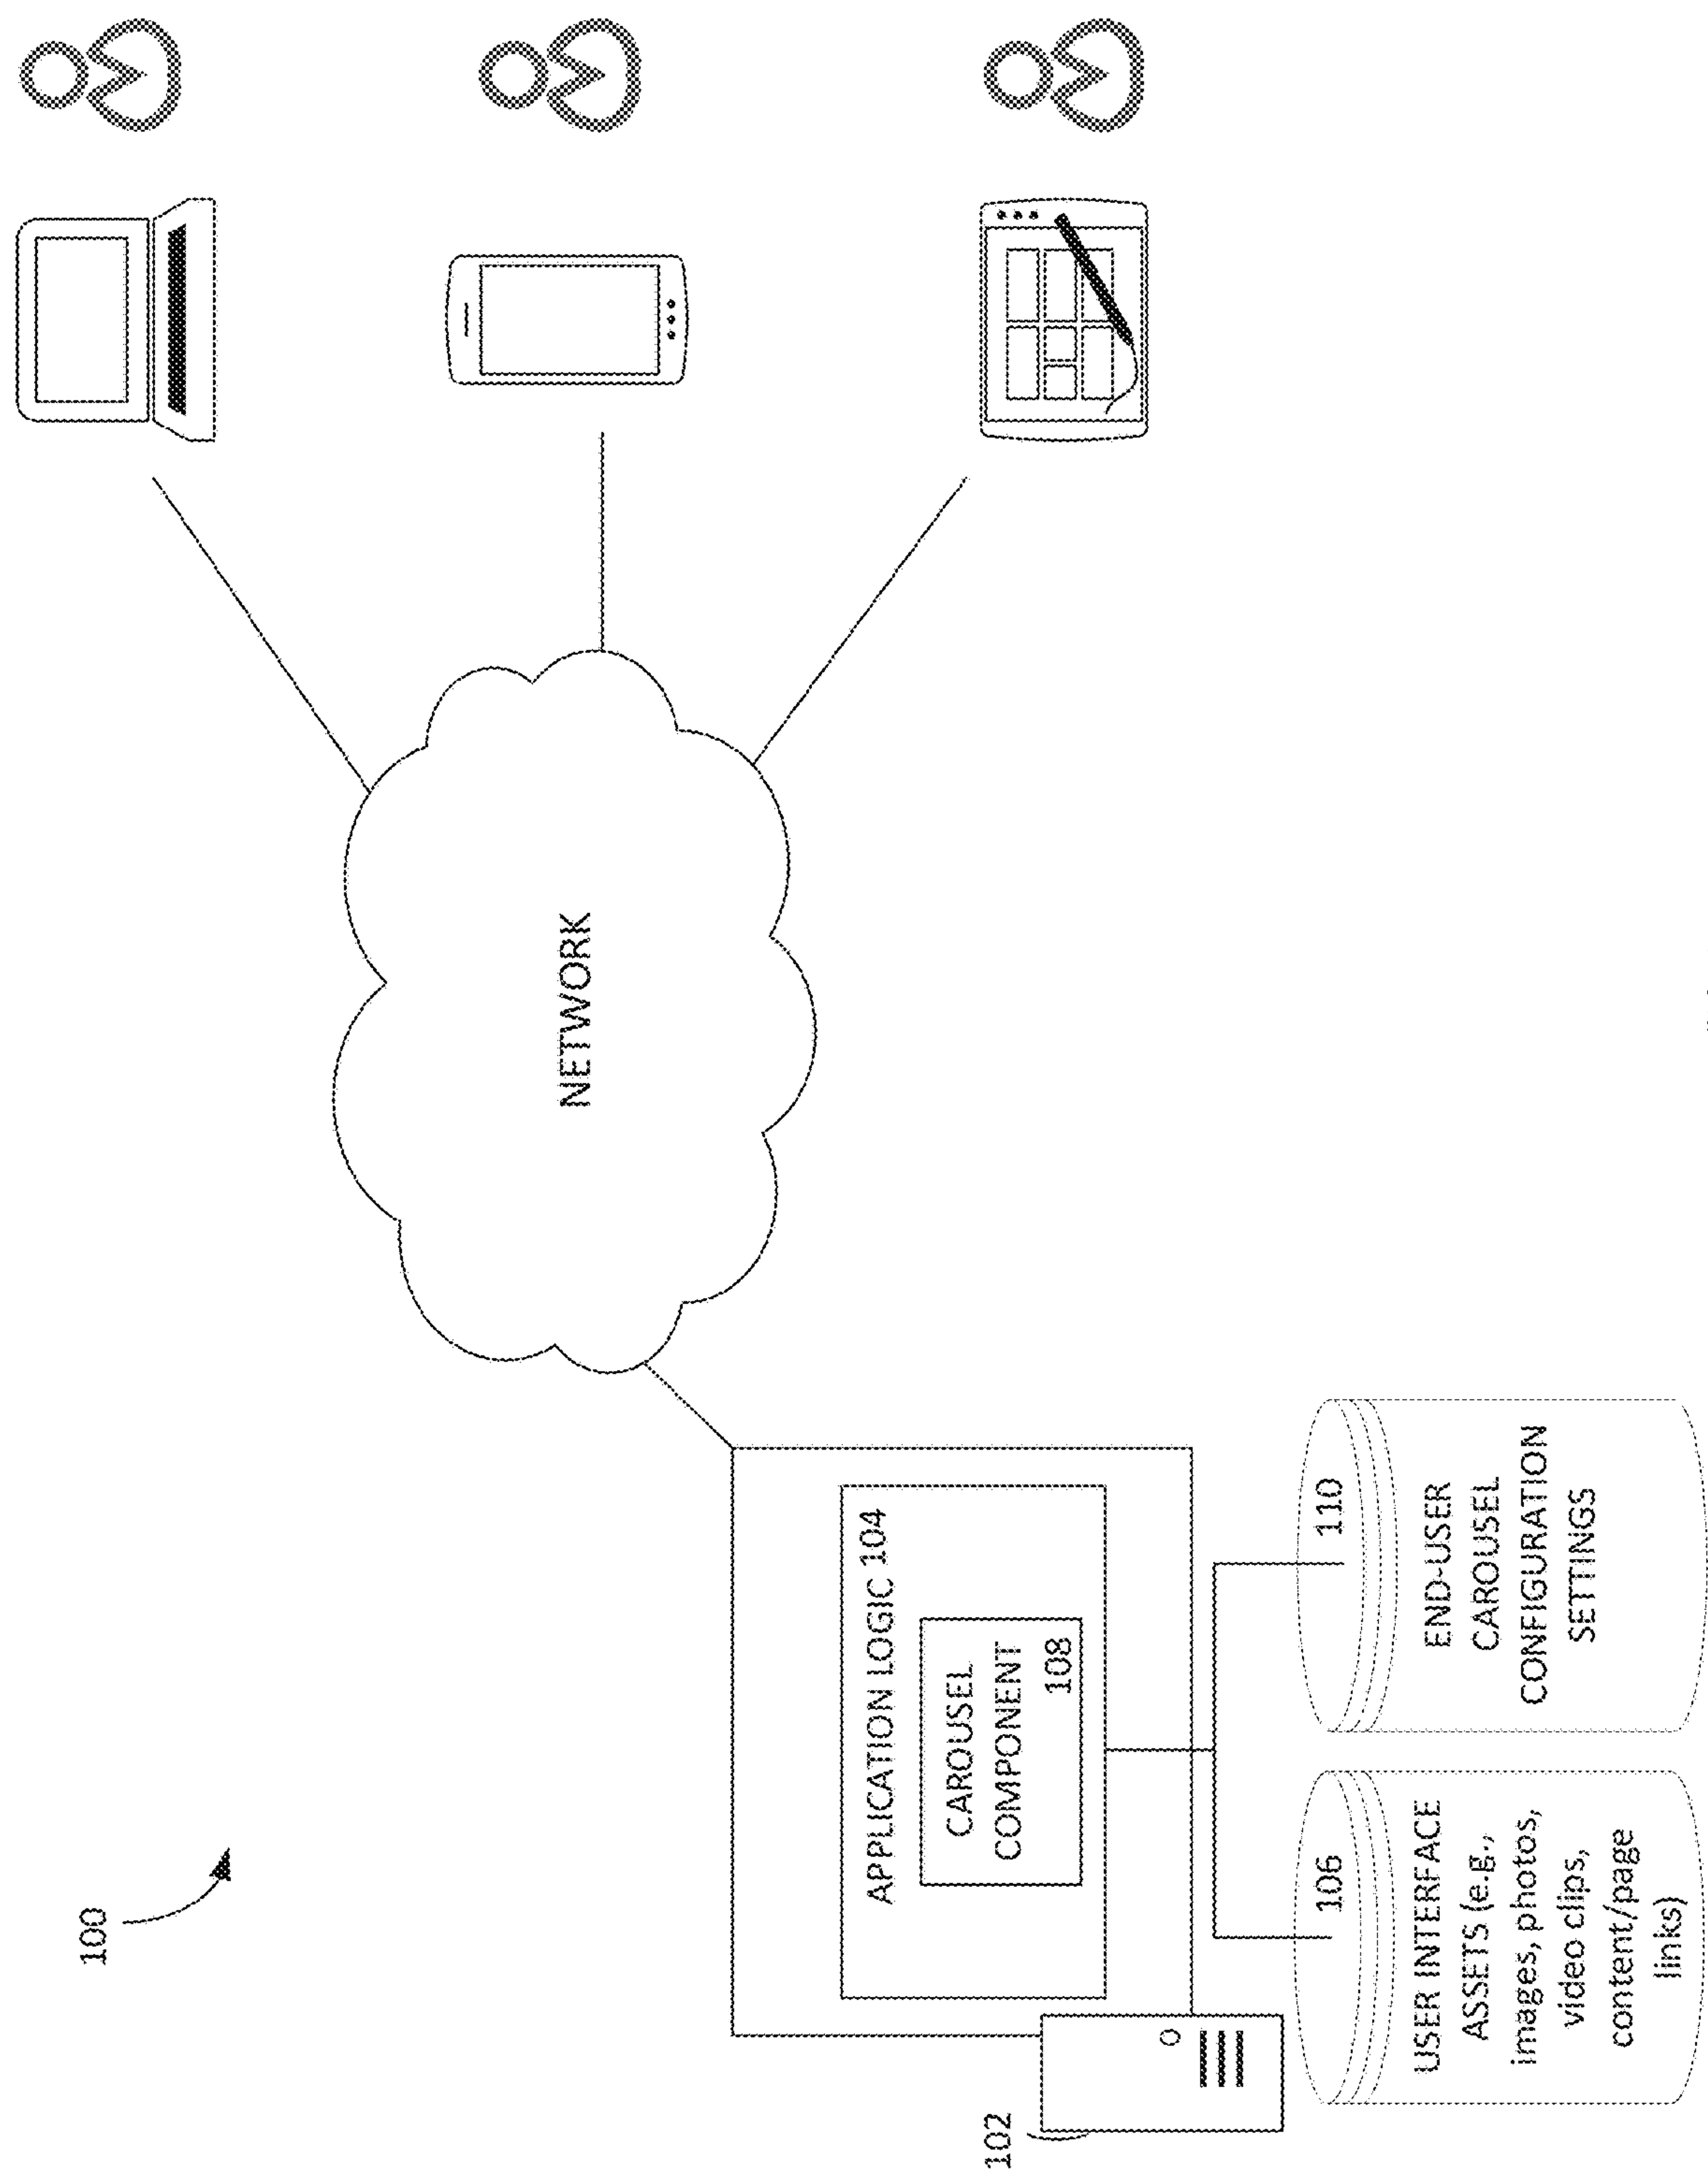 100
NETWORK
102
APPLICATION LOGIC 104
CAROUSEL
COMPONENT
108
106
USER INTERFACE
ASSETS (e.g.,
images, photos,
video clips,
content/page
links)
110
END-USER
CAROUSEL
CONFIGURATION
SETTINGS